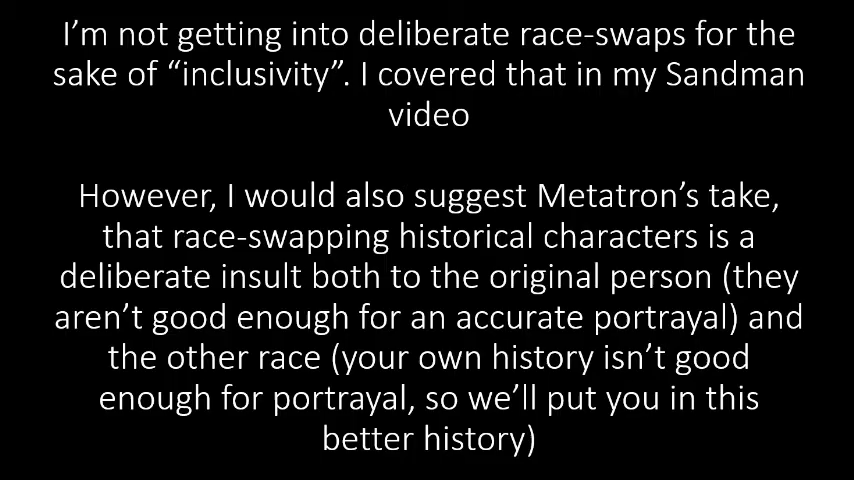 I’m not getting into deliberate race-swaps for the
sake of “inclusivity”. I covered that in my Sandman
video
However, I would also suggest Metatron’s take,
that race-swapping historical characters is a
deliberate insult both to the original person (they
aren’t good enough for an accurate portrayal) and
the other race (your own history isn’t good
enough for portrayal, so we’ll put you in this
better history)